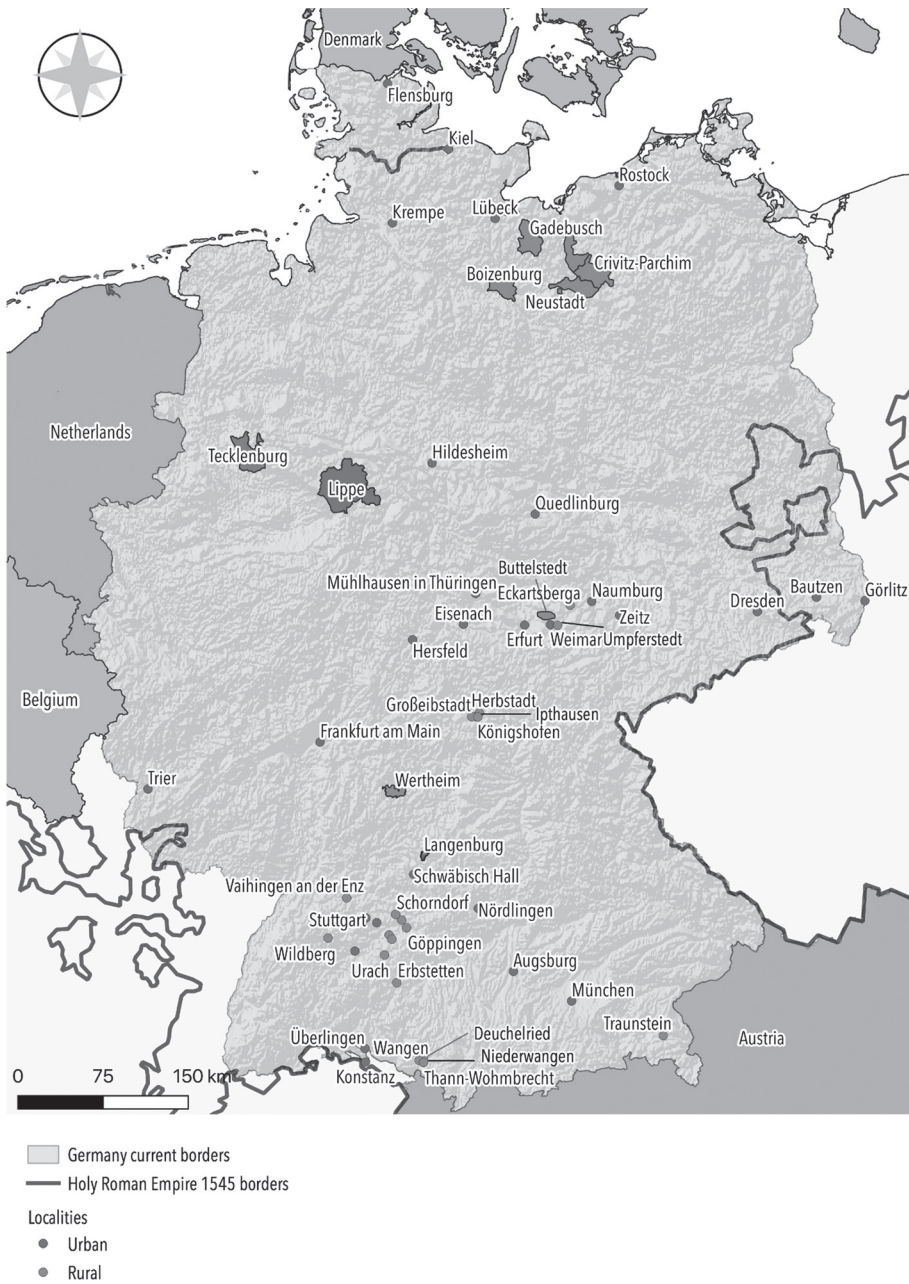 Denmark
Flensburg
Kiel
Rostock
Krempe
Lübeck
Gadebusch
Crivitz-Parchim
Boizenburg
Neustadt
Netherlands
Tecklenburg
Hildesheim
Lippe
Quedlinburg
Buttelstedt
Mühlhausen in Thüringen
Eckartsberga
Naumburg
Bautzen
Görlitz
Dresden
Eisenach
Zeitz
Erfurt
Weimar
Umpferstedt
Hersfeld
Belgium
Großeibstadt
Herbstadt
Ipthausen
Königshofen
Frankfurt am Main
Trier
Wertheim
Langenburg
Schwäbisch Hall
Vaihingen an der Enz
Schorndorf
Nördlingen
Stuttgart
Göppingen
Wildberg
Urach
Erbstetten
Augsburg
München
Traunstein
Austria
Überlingen
Wangen
Deuchelried
Niederwangen
Konstanz
Thann-Wohmbrecht
0 75 150 km
Germany current borders
Holy Roman Empire 1545 borders
Localities
Urban
Rural